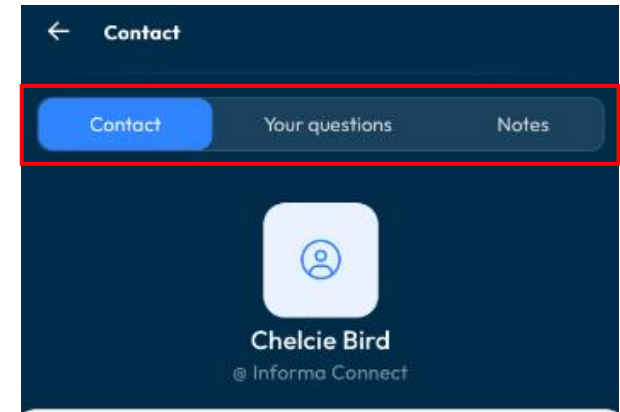 Contact
Contact Your questions Notes
Chelcie Bird
@ Informa Connect